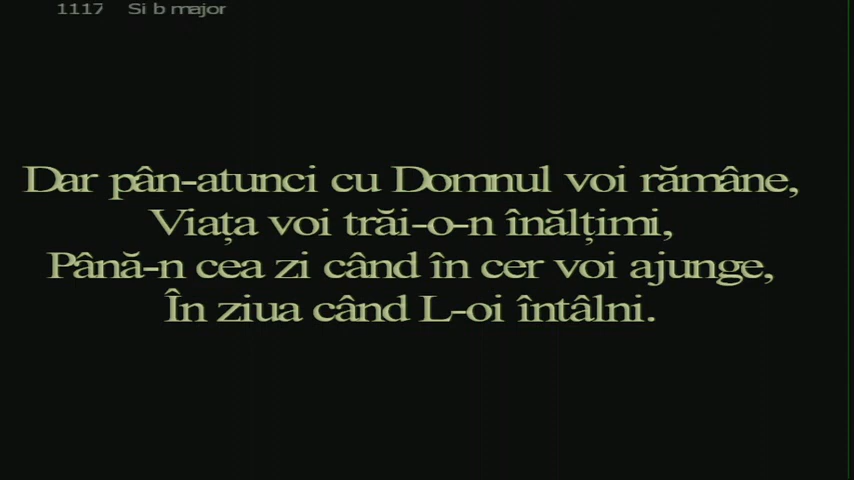 1117 Si b major
Dar pân-atunci cu Domnul voi rămâne,
Viața voi trăi-o-n înălțimi,
Până-n cea zi când în cer voi ajunge,
În ziua când L-oi întâlni.